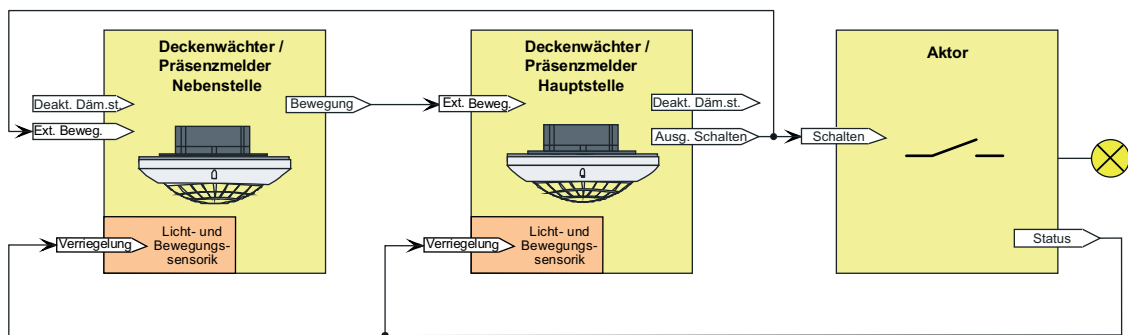 Deckenwächter /
Präsenzmelder
Nebenstelle
Deakt. Däm.st.
Bewegung
Ext. Beweg.
Verriegelung
Licht- und
Bewegungs-
sensorik
Deckenwächter /
Präsenzmelder
Hauptstelle
Ext. Beweg.
Deakt. Däm.st.
Ausg. Schalten
Verriegelung
Licht- und
Bewegungs-
sensorik
Aktor
Schalten
Status